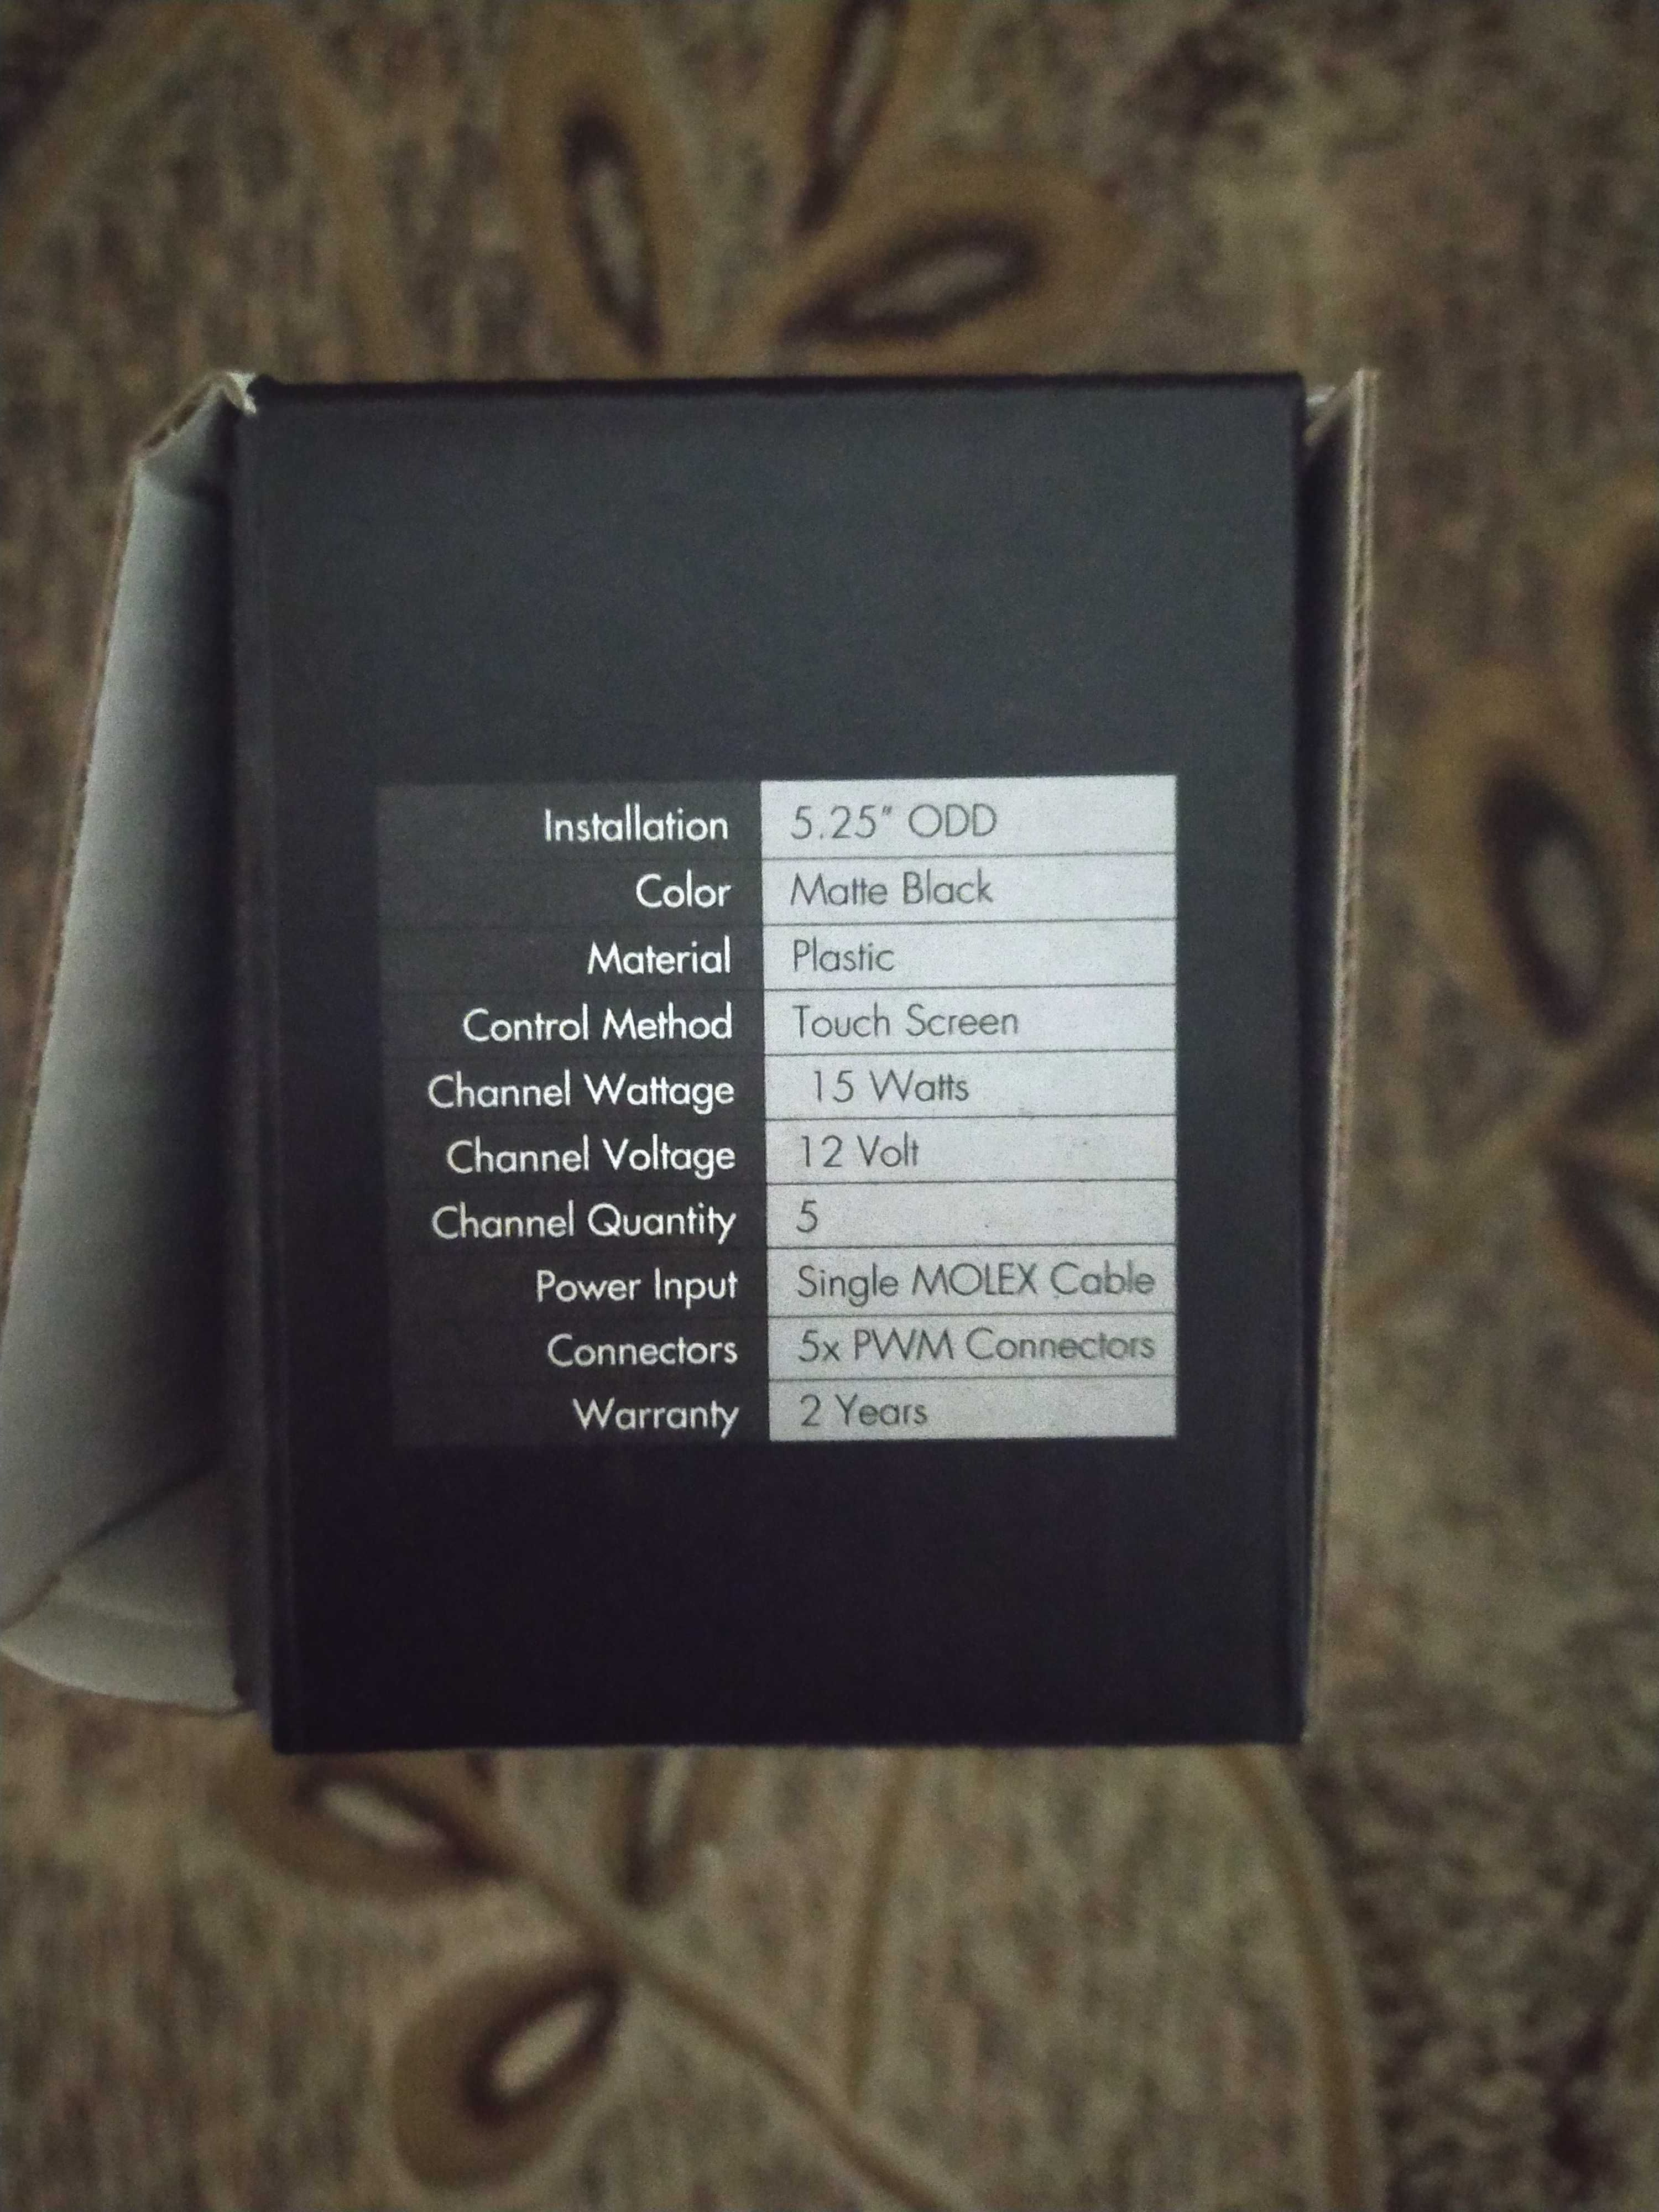 Installation 5.25" ODD
Color Matte Black
Material Plastic
Control Method Touch Screen
Channel Wattage 15 Watts
Channel Voltage 12 Volt
Channel Quantity 5
Power Input Single MOLEX Cable
Connectors 5x PWM Connectors
Warranty 2 Years